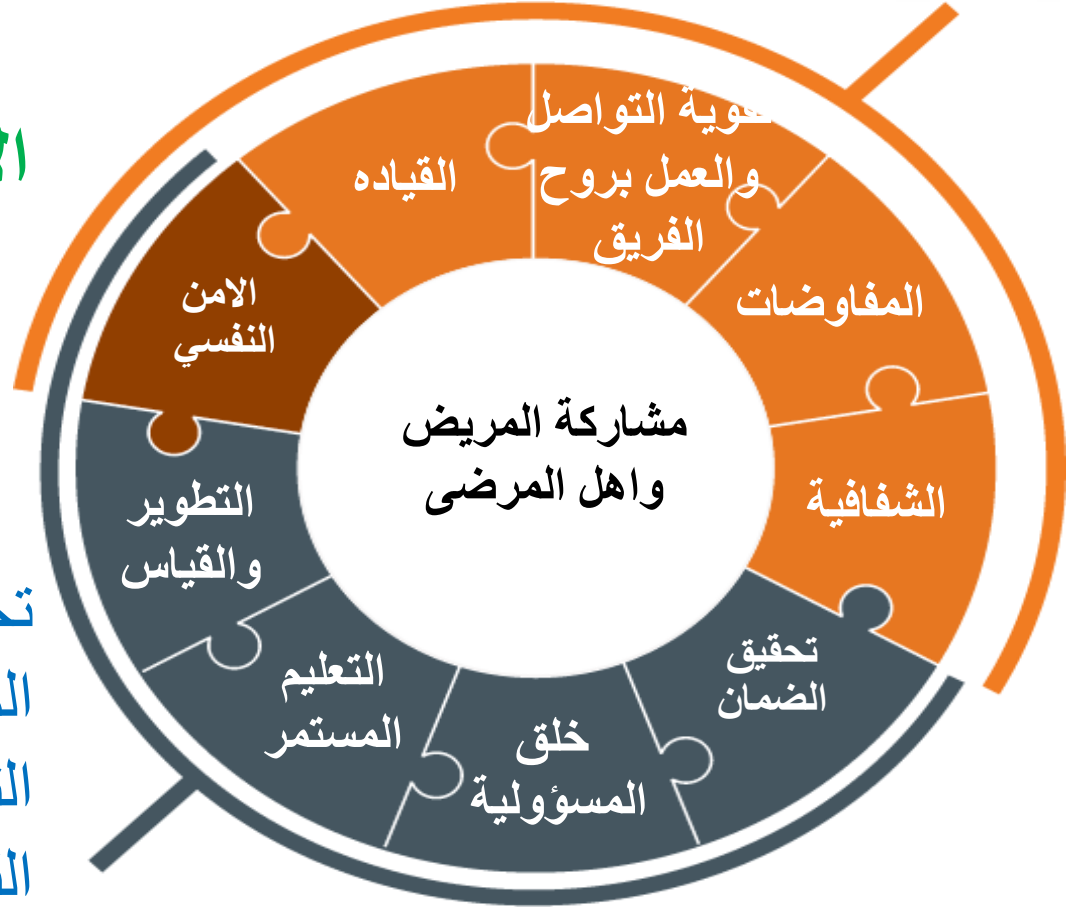 تقوية التواصل
والعمل بروح
الفريق
القياده
المفاوضات
الامن
النفسي
مشاركة المريض
واهل المرضى
الشفافية
التطوير
والقياس
تحقيق
الضمان
التعليم
المستمر
خلق
المسؤولية